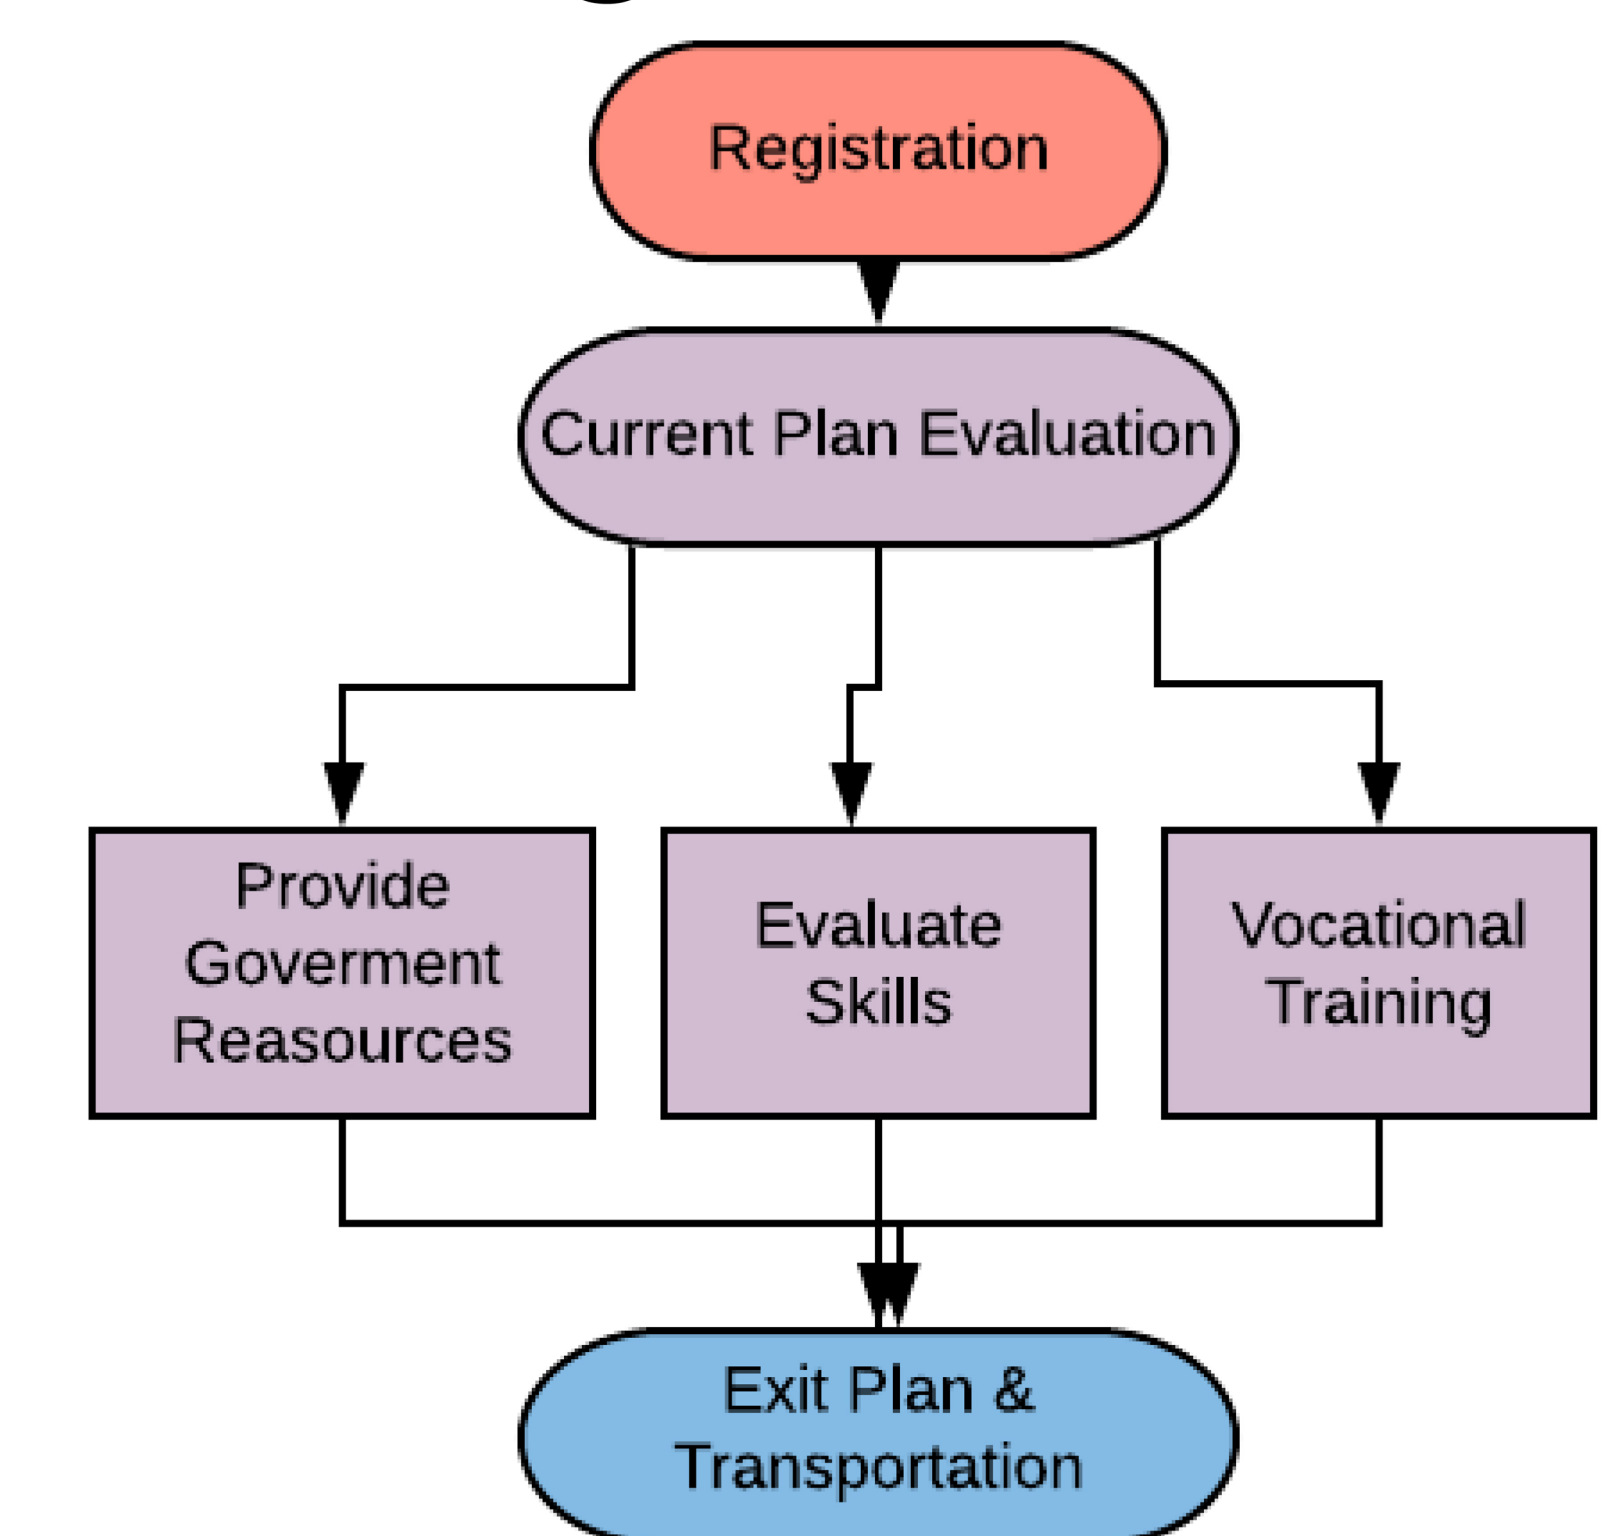 Registration
Current Plan Evaluation
Provide
Goverment
Reasources
Evaluate
Skills
Vocational
Training
Exit Plan &
Transportation